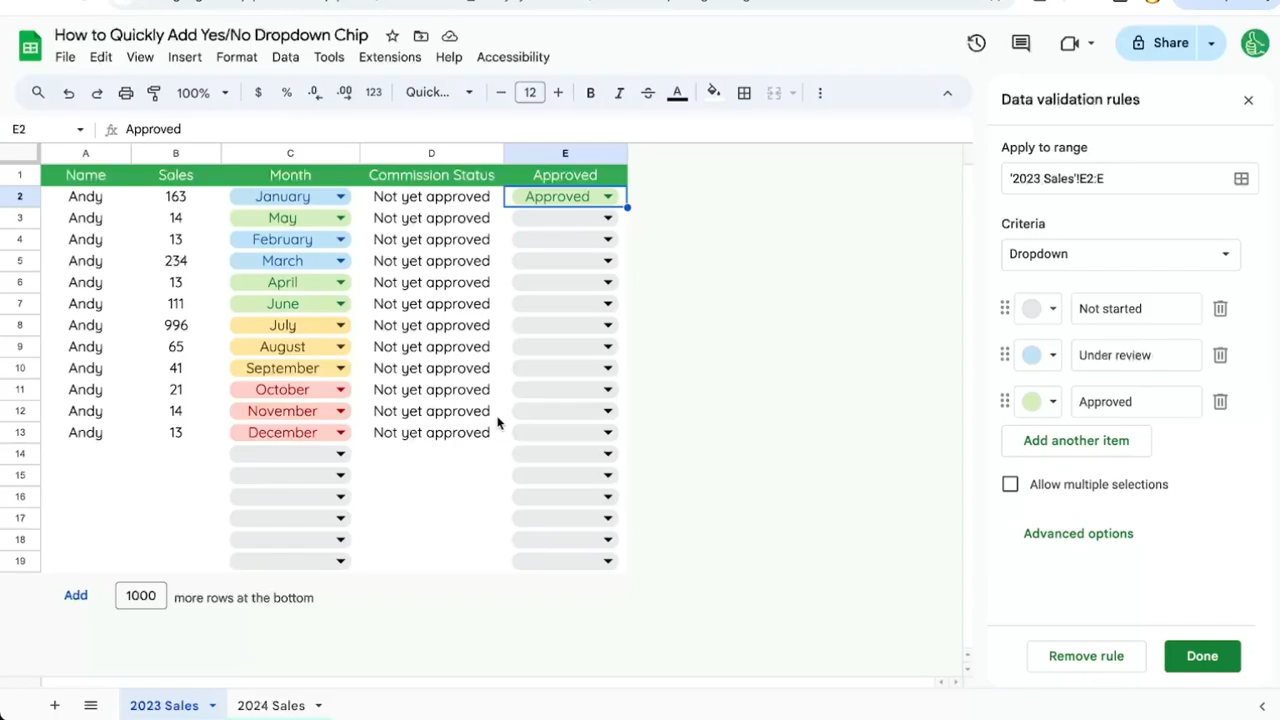 How to Quickly Add Yes/No Dropdown Chip
File Edit View Insert Format Data Tools Extensions Help Accessibility
Share
100% $ % .0 .00 123 Quick... − 12 + B I S A
E2 fx Approved
A B C D E
1 Name Sales Month Commission Status Approved
2 Andy 163 January Not yet approved Approved
3 Andy 14 May Not yet approved
4 Andy 13 February Not yet approved
5 Andy 234 March Not yet approved
6 Andy 13 April Not yet approved
7 Andy 111 June Not yet approved
8 Andy 996 July Not yet approved
9 Andy 65 August Not yet approved
10 Andy 41 September Not yet approved
11 Andy 21 October Not yet approved
12 Andy 14 November Not yet approved
13 Andy 13 December Not yet approved
14
15
16
17
18
19
Add 1000 more rows at the bottom
2023 Sales 2024 Sales
Data validation rules
Apply to range
'2023 Sales'!E2:E
Criteria
Dropdown
Not started
Under review
Approved
Add another item
Allow multiple selections
Advanced options
Remove rule Done